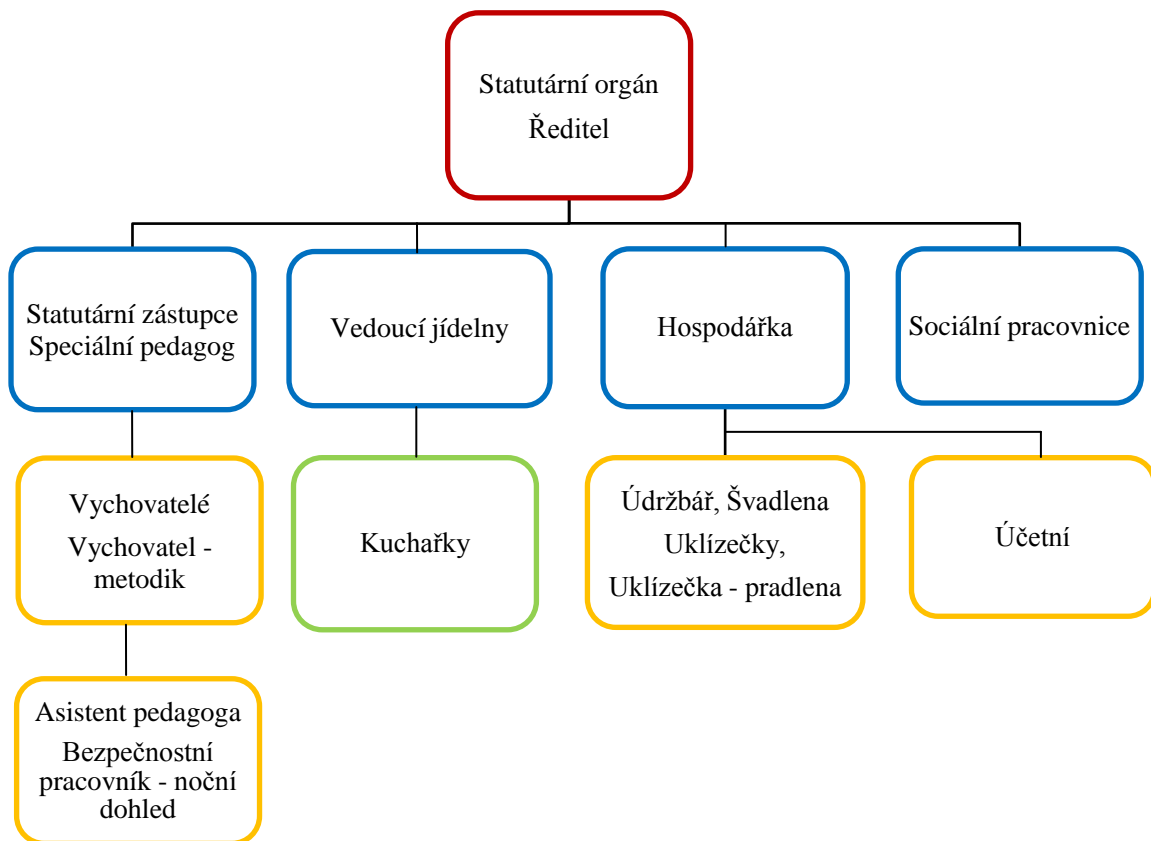 Statutární orgán
Ředitel
Statutární zástupce
Speciální pedagog
Vedoucí jídelny
Hospodářka
Sociální pracovnice
Vychovatelé
Vychovatel -
metodik
Kuchařky
Údržbář, Švadlena
Uklízečky,
Uklízečka - pradlena
Účetní
Asistent pedagoga
Bezpečnostní
pracovník - noční
dohled